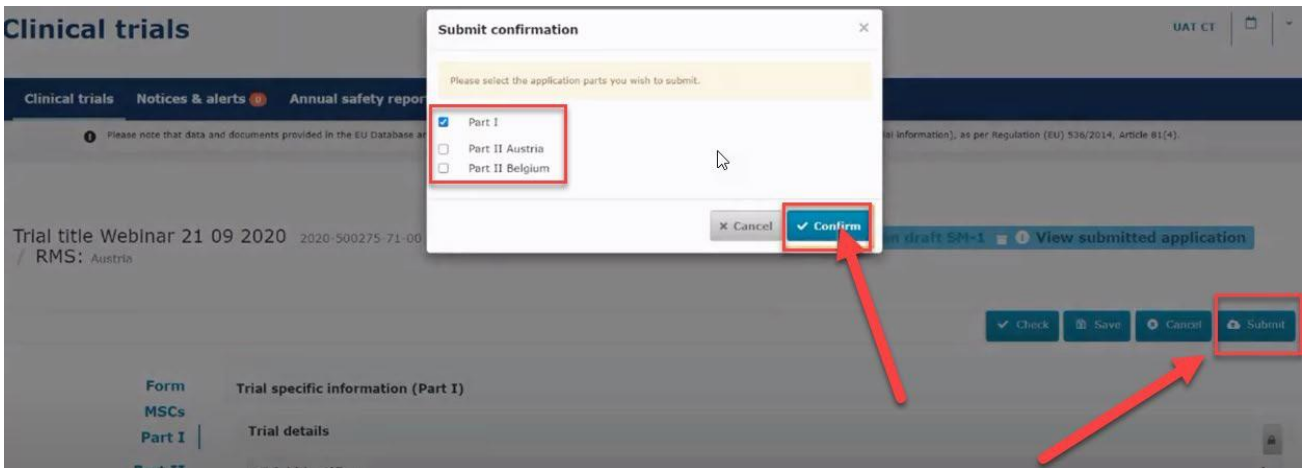 Clinical trials
Submit confirmation
UAT CT
Please select the application parts you wish to submit.
Clinical trials Notices & alerts 0 Annual safety repor
Part I
Please note that data and documents provided in the EU Database ar
ial information), as per Regulation (EU) 536/2014, Article 81(4).
Part II Austria
Part II Belgium
Cancel Confirm
Trial title Webinar 21 09 2020 2020-500275-71-00
n draft SM-1 View submitted application
/ RMS: Austria
Check Save Cancel Submit
Form
Trial specific information (Part I)
MSCs
Trial details
Part I